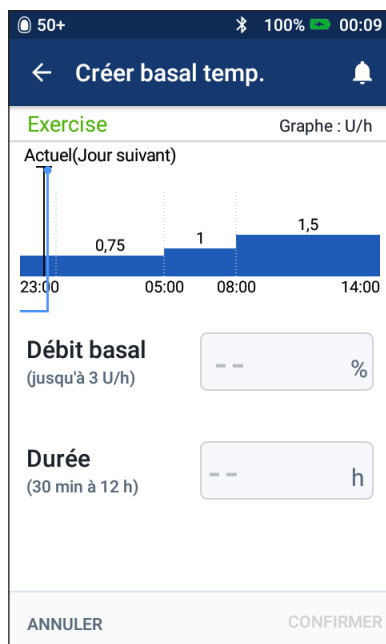 50+ 100% 00:09
Créer basal temp.
Exercise Graphe : U/h
Actuel(Jour suivant)
0,75 1 1,5
23:00 05:00 08:00 14:00
Débit basal
(jusqu'à 3 U/h)
-- %
Durée
(30 min à 12 h)
-- h
ANNULER CONFIRMER